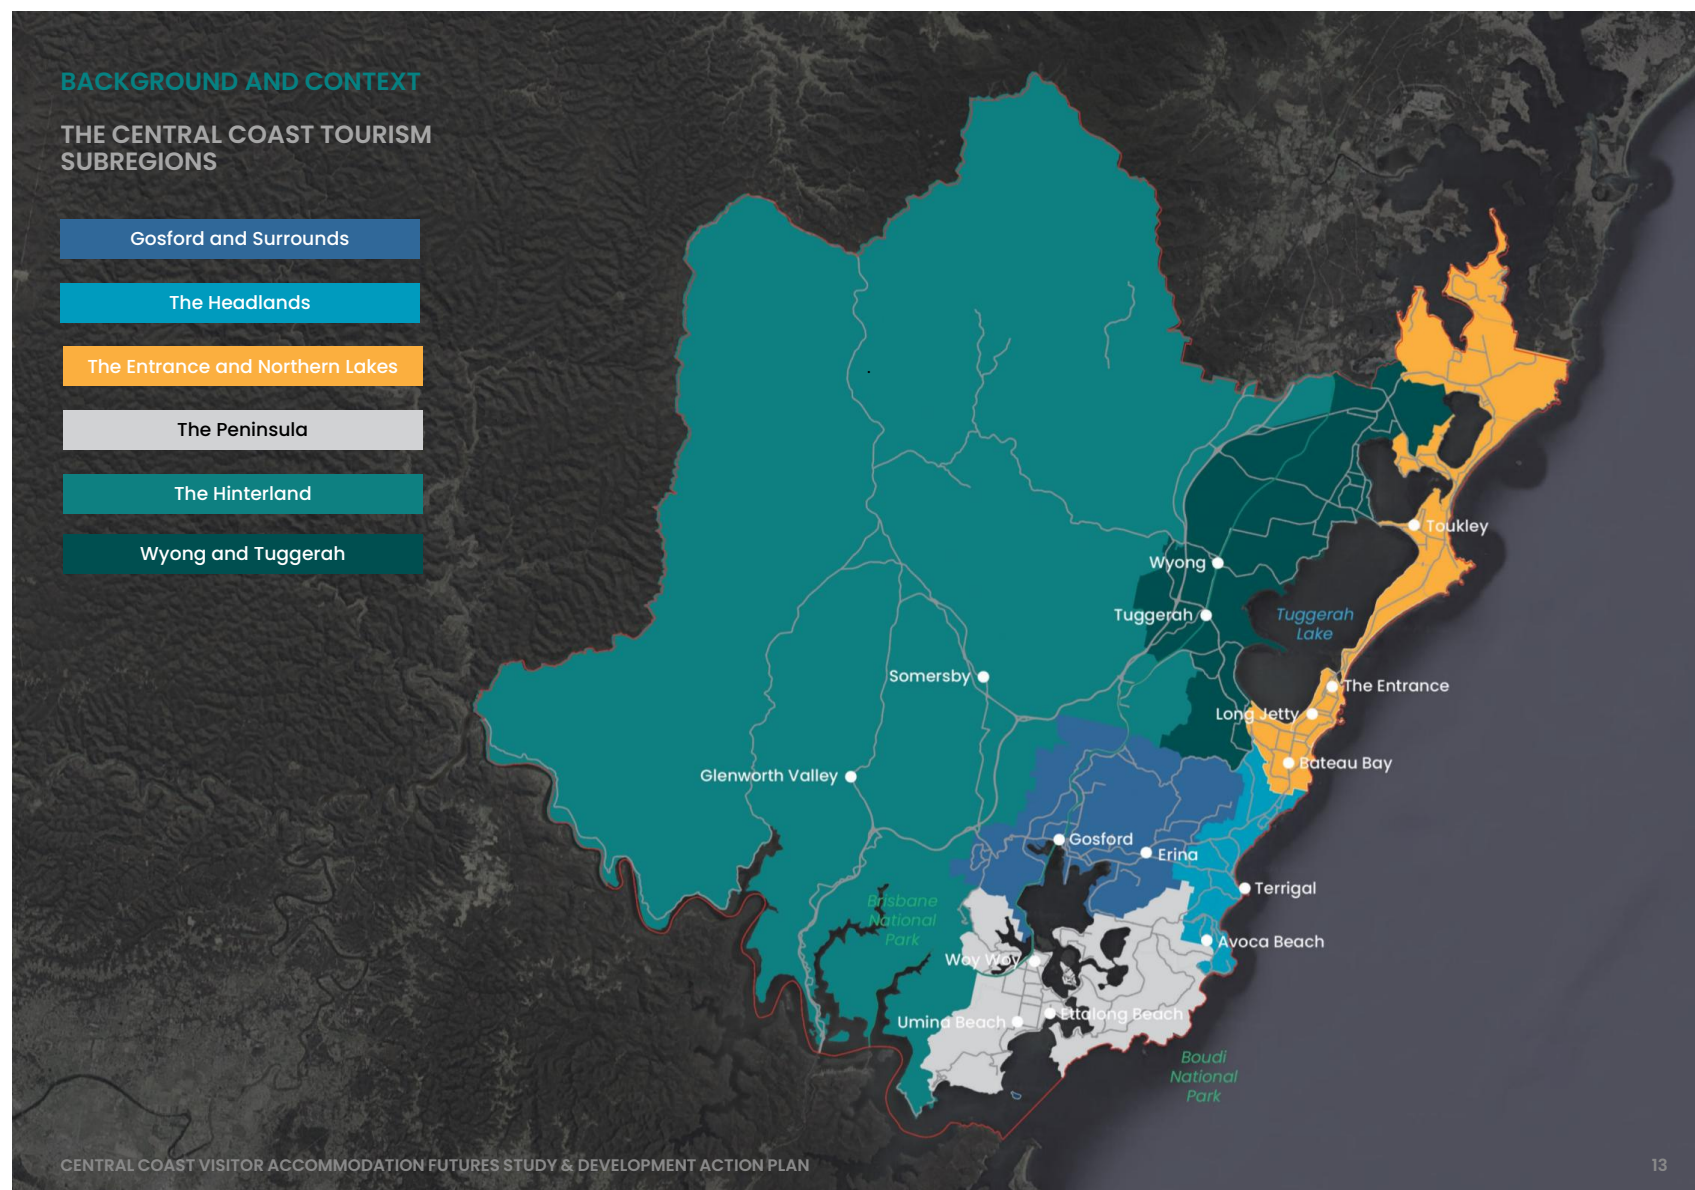 BACKGROUND AND CONTEXT
THE CENTRAL COAST TOURISM
SUBREGIONS
Gosford and Surrounds
The Headlands
The Entrance and Northern Lakes
The Peninsula
The Hinterland
Wyong and Tuggerah
Toukley
Wyong
Tuggerah
Tuggerah
Lake
Somersby
The Entrance
Long Jetty
Bateau Bay
Glenworth Valley
Gosford
Erina
Terrigal
Brisbane
National
Park
Avoca Beach
Woy Woy
Ettalong Beach
Umina Beach
Boudi
National
Park
CENTRAL COAST VISITOR ACCOMMODATION FUTURES STUDY & DEVELOPMENT ACTION PLAN
13